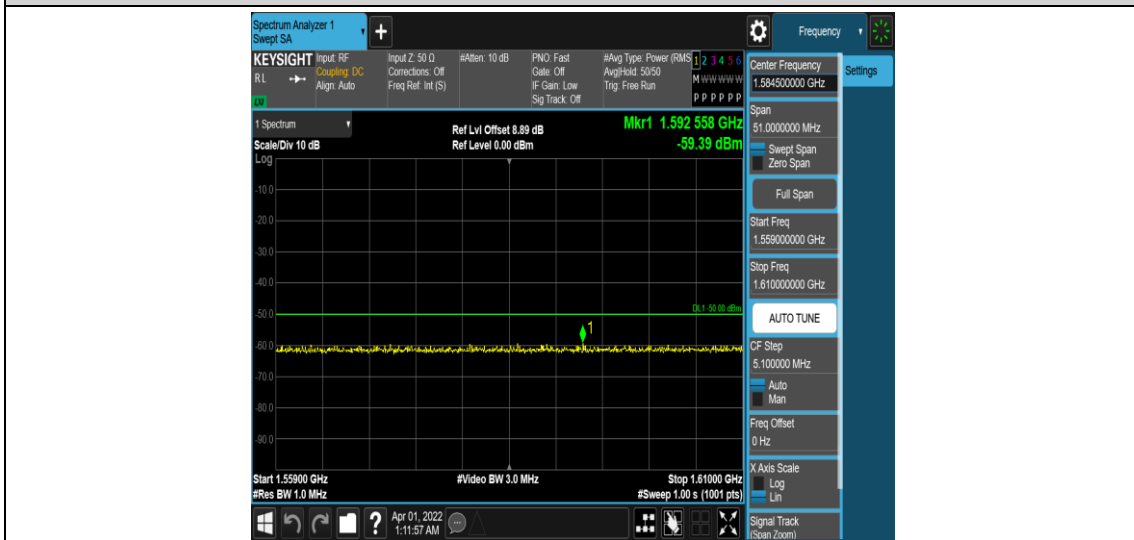 Spectrum Analyzer 1
Swept SA
+
Frequency
KEYSIGHT
RL
LXI
Input: RF
Coupling: DC
Align: Auto
Input Z: 50 Ω
Corrections: Off
Freq Ref: Int (S)
#Atten: 10 dB
PNO: Fast
Gate: Off
IF Gain: Low
Sig Track: Off
#Avg Type: Power (RMS
Avg|Hold: 50/50
Trig: Free Run
1 2 3 4 5 6
M W W W W W
P P P P P P
1 Spectrum
Scale/Div 10 dB
Log
Ref Lvl Offset 8.89 dB
Ref Level 0.00 dBm
Mkr1 1.592 558 GHz
-59.39 dBm
-10.0
-20.0
-30.0
-40.0
-50.0
-60.0
-70.0
-80.0
-90.0
DL1 -50.00 dBm
1
Start 1.55900 GHz
#Res BW 1.0 MHz
#Video BW 3.0 MHz
Stop 1.61000 GHz
#Sweep 1.00 s (1001 pts)
Apr 01, 2022
1:11:57 AM
?
Center Frequency
1.584500000 GHz
Settings
Span
51.0000000 MHz
Swept Span
Zero Span
Full Span
Start Freq
1.559000000 GHz
Stop Freq
1.610000000 GHz
AUTO TUNE
CF Step
5.100000 MHz
Auto
Man
Freq Offset
0 Hz
X Axis Scale
Log
Lin
Signal Track
(Span Zoom)